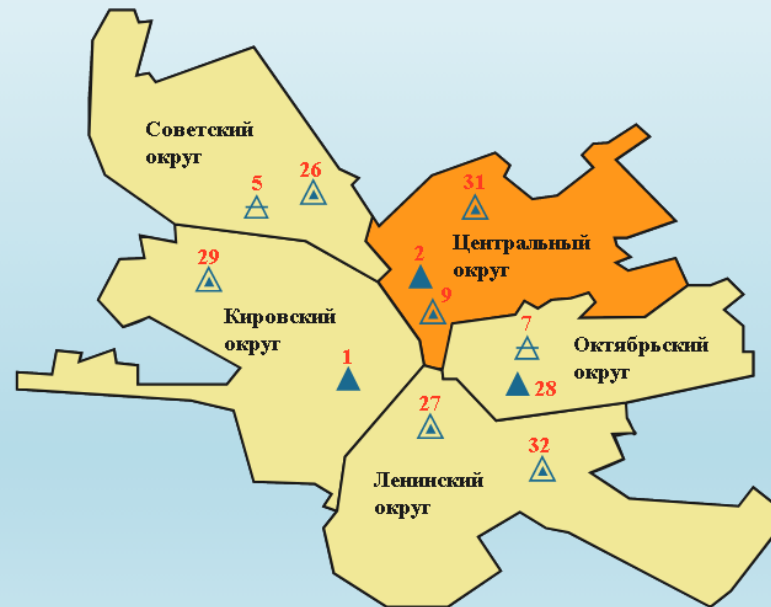 Советский
округ
26
5
31
Центральный
округ
2
9
29
Кировский
округ
1
7
Октябрьский
округ
28
27
32
Ленинский
округ